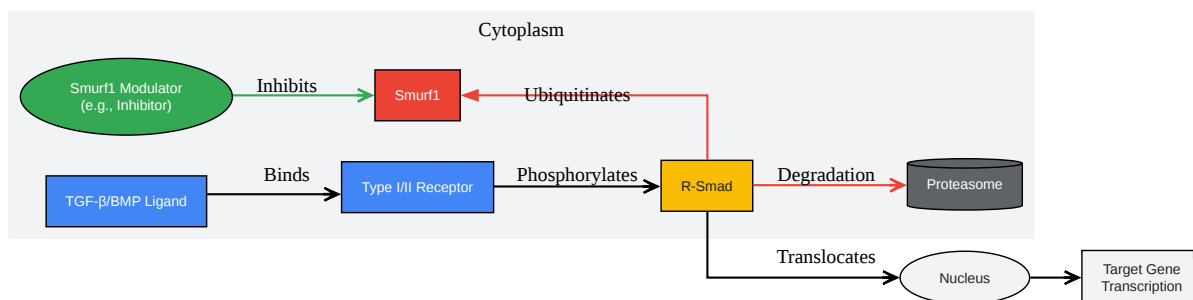 Cytoplasm
Smurf1 Modulator
(e.g., Inhibitor)
Inhibits
Smurf1
Ubiquitinates
TGF-β/BMP Ligand
Binds
Type I/II Receptor
Phosphorylates
R-Smad
Degradation
Proteasome
Translocates
Nucleus
Target Gene
Transcription